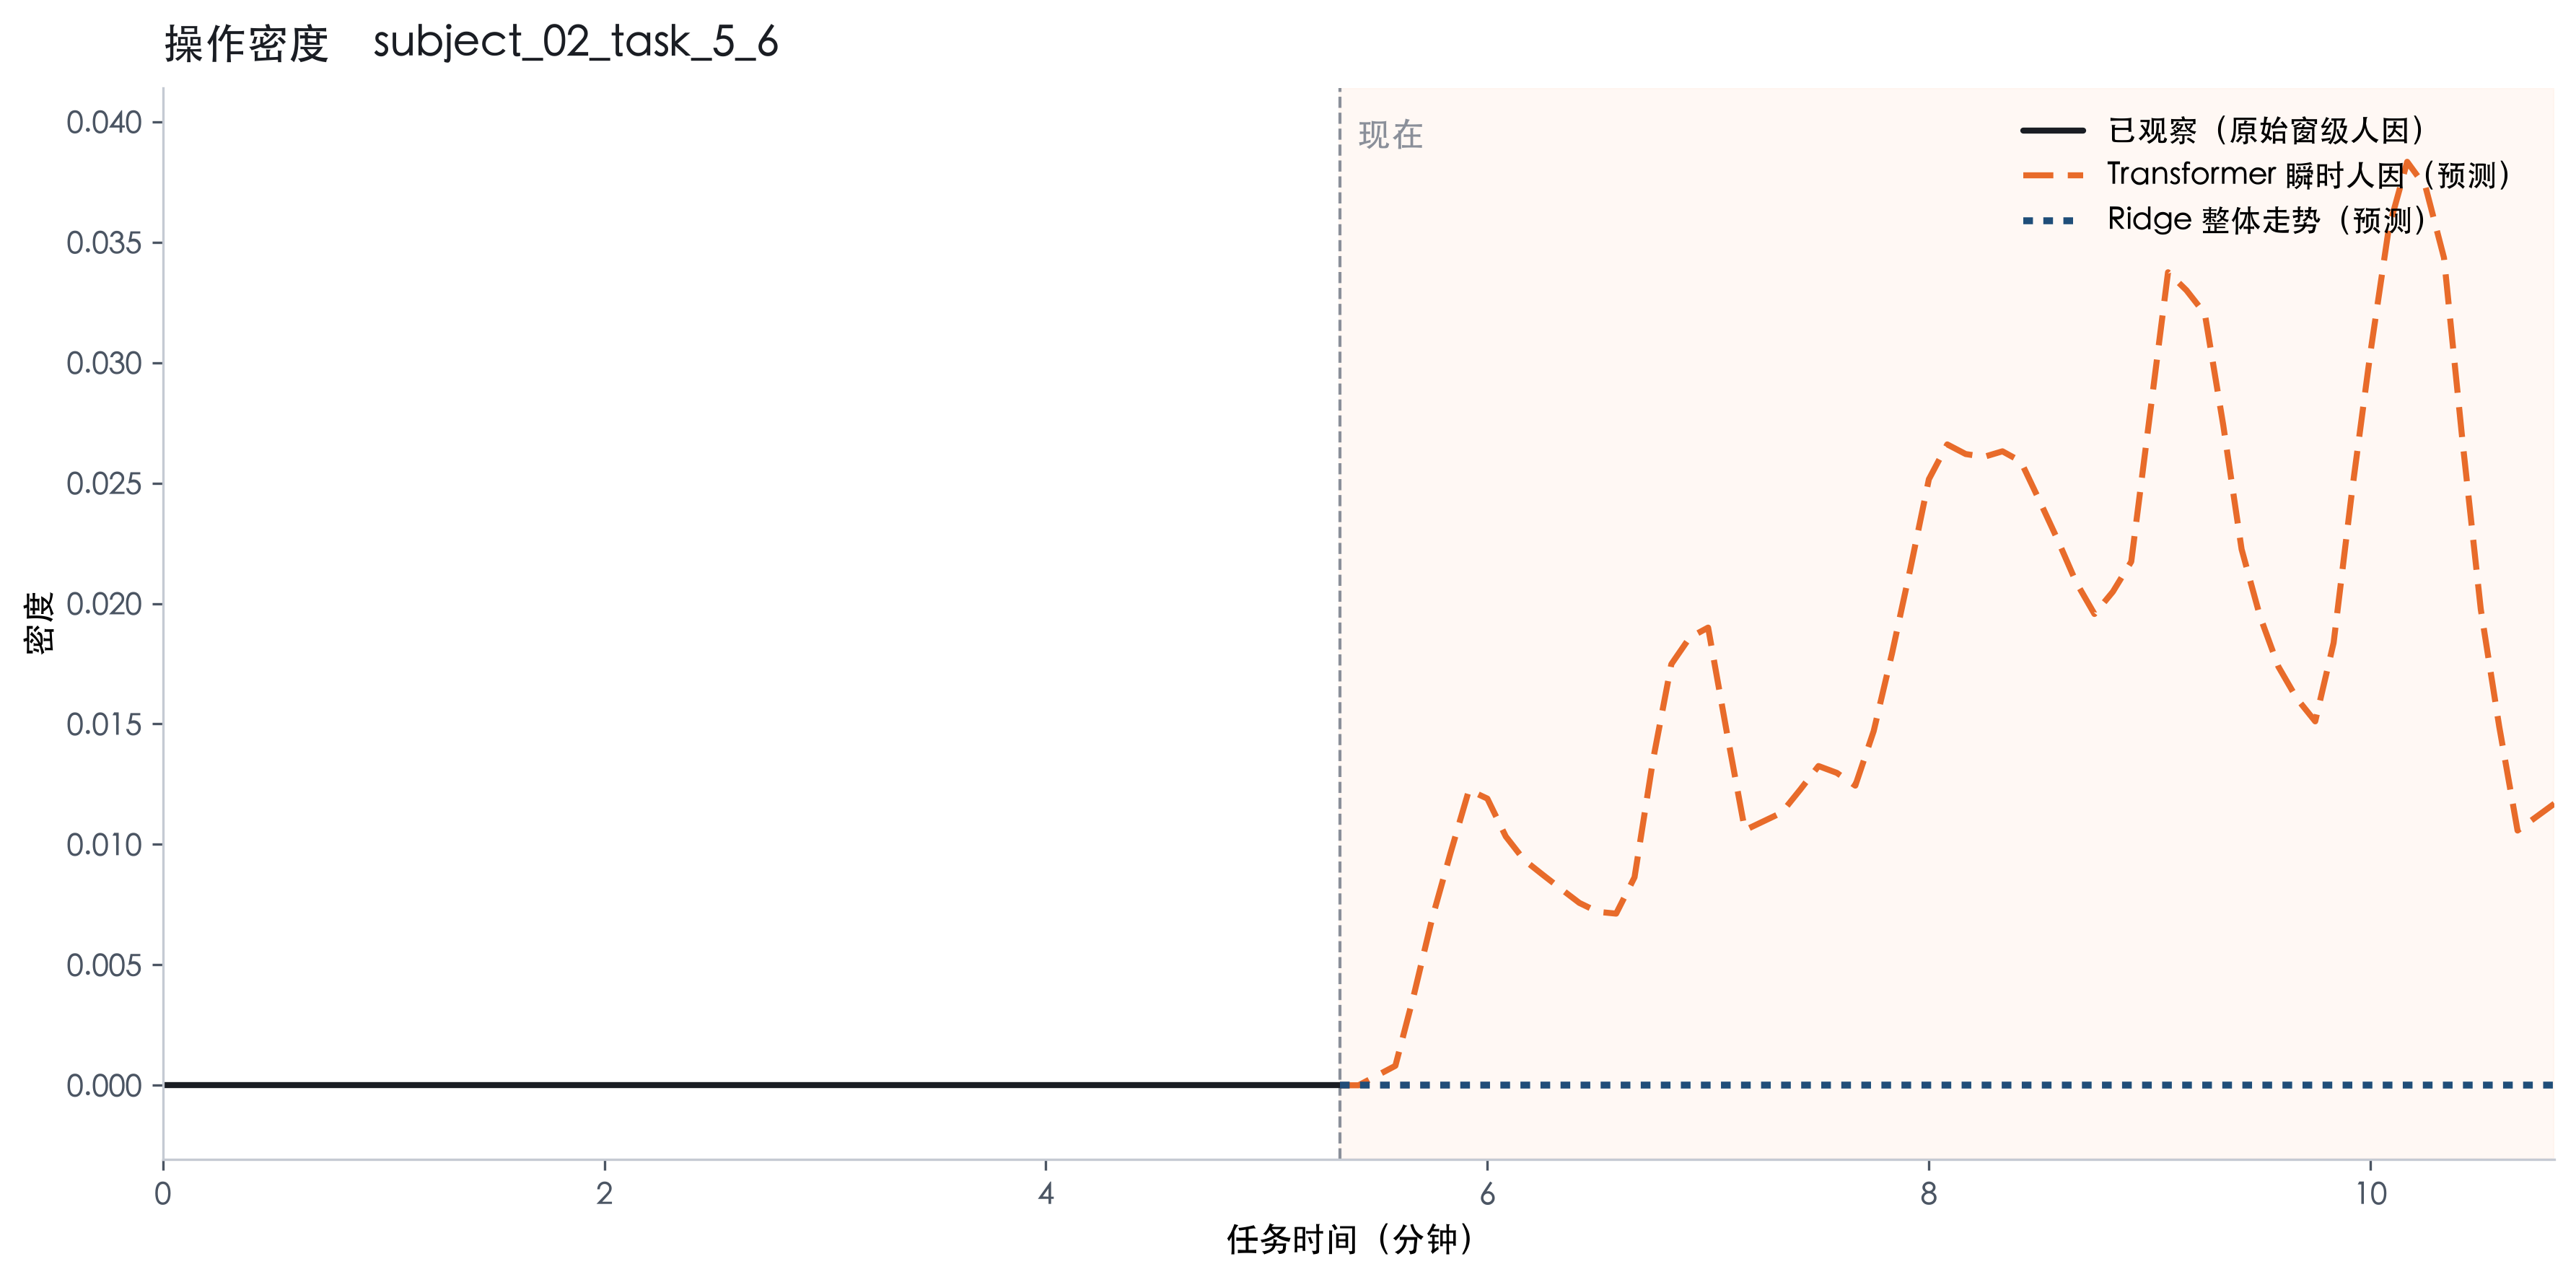 操作密度 subject_02_task_5_6
现在
已观察（原始窗级人因）
Transformer 瞬时人因（预测）
Ridge 整体走势（预测）
密度
0.040
0.035
0.030
0.025
0.020
0.015
0.010
0.005
0.000
0 2 4 6 8 10
任务时间（分钟）